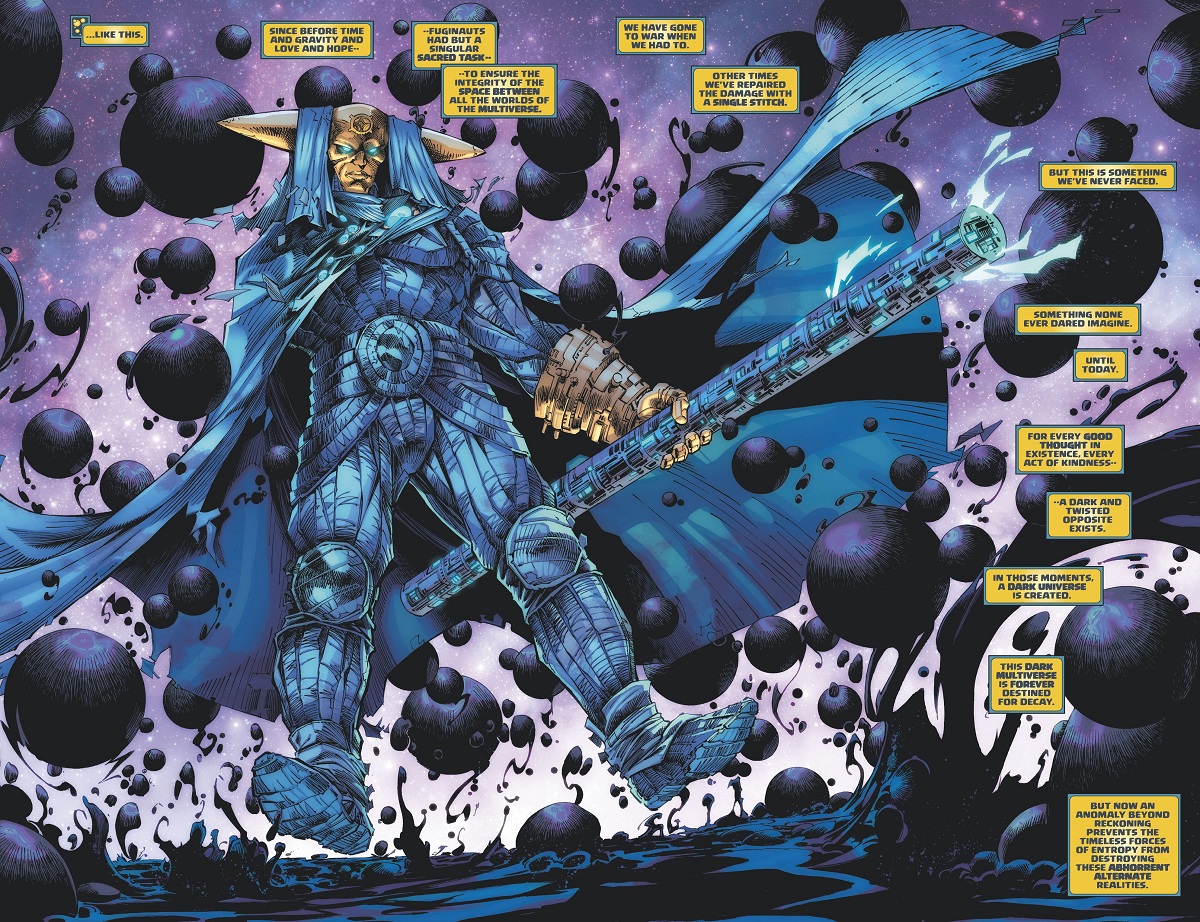 ...LIKE THIS.
SINCE BEFORE TIME
AND GRAVITY AND
LOVE AND HOPE--
--FUGINAUTS
HAD BUT A
SINGULAR
SACRED TASK--
--TO ENSURE THE
INTEGRITY OF THE
SPACE BETWEEN
ALL THE WORLDS OF
THE MULTIVERSE.
WE HAVE GONE
TO WAR WHEN
WE HAD TO.
OTHER TIMES
WE'VE REPAIRED
THE DAMAGE WITH
A SINGLE STITCH.
BUT THIS IS SOMETHING
WE'VE NEVER FACED.
SOMETHING NONE
EVER DARED IMAGINE.
UNTIL
TODAY.
FOR EVERY GOOD
THOUGHT IN
EXISTENCE, EVERY
ACT OF KINDNESS--
--A DARK AND
TWISTED
OPPOSITE
EXISTS.
IN THOSE MOMENTS,
A DARK UNIVERSE
IS CREATED.
THIS DARK
MULTIVERSE
IS FOREVER
DESTINED
FOR DECAY.
BUT NOW AN
ANOMALY BEYOND
RECKONING
PREVENTS THE
TIMELESS FORCES
OF ENTROPY FROM
DESTROYING
THESE ABHORRENT
ALTERNATE
REALITIES.